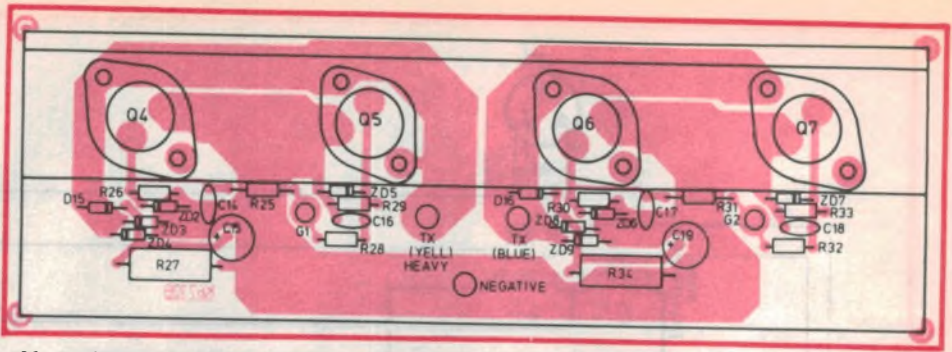 Q4
Q5
Q6
Q7
D15
R26
ZD2
ZD3
ZD4
C14
C15
R25
R27
G1
ZD5
R29
C16
R28
TX
(YELL)
HEAVY
TX
(BLUE)
NEGATIVE
D16
R30
ZD6
ZD8
ZD9
C17
C19
R31
R34
G2
ZD7
R33
C18
R32